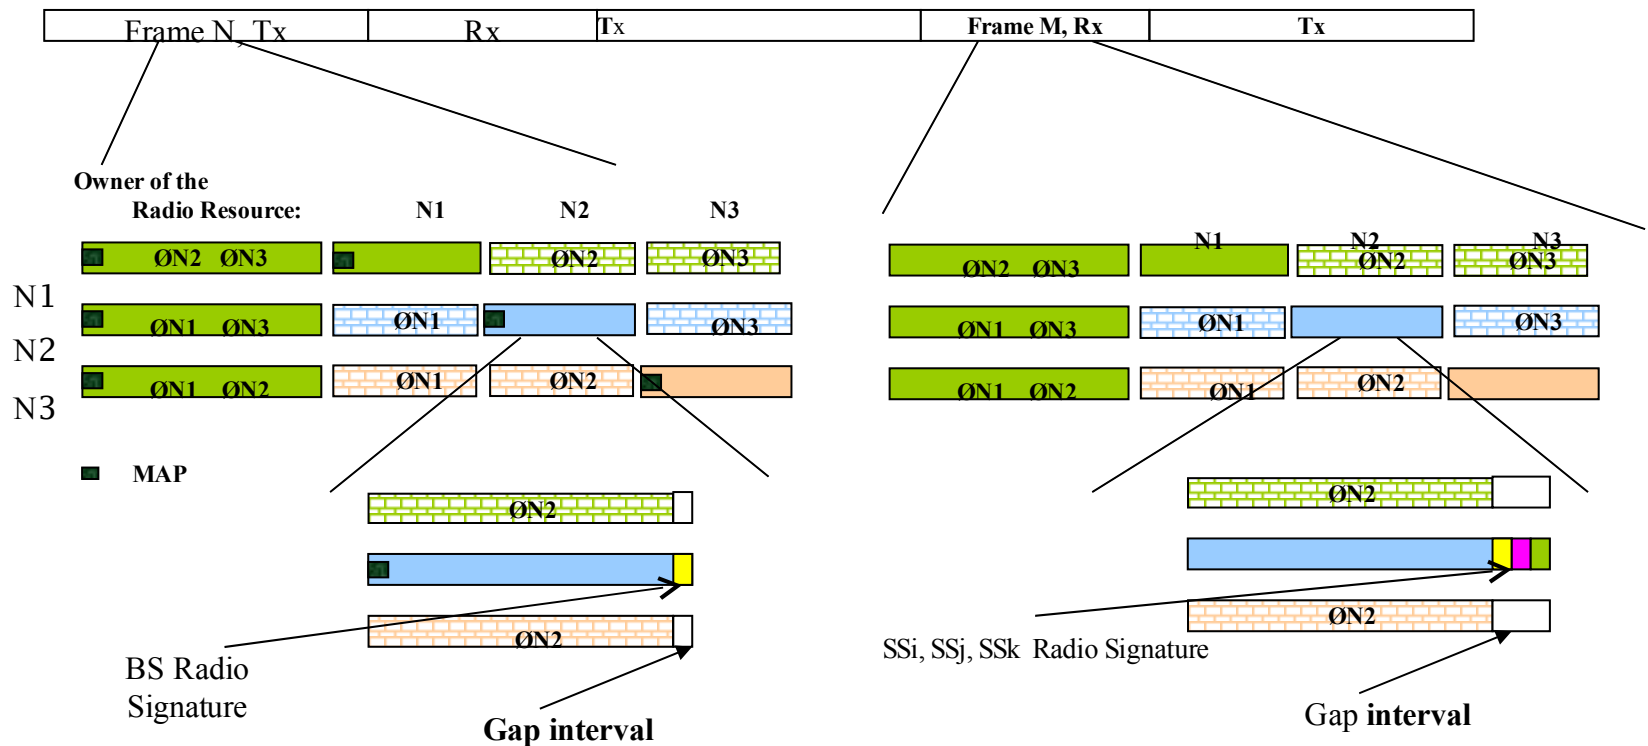 Frame N, Tx Rx Tx Frame M, Rx Tx
Owner of the
Radio Resource: N1 N2 N3
N1 N2 N3
ØN2 ØN3 ØN2 ØN3
ØN2 ØN3 ØN2 ØN3
N1
ØN1 ØN3 ØN1 ØN3
ØN1 ØN3 ØN1 ØN3
N2
ØN1 ØN2 ØN1 ØN2
ØN1 ØN2 ØN1 ØN2
N3
MAP
ØN2
ØN2
ØN2
ØN2
BS Radio
Signature
Gap interval
SSi, SSj, SSk Radio Signature
Gap interval